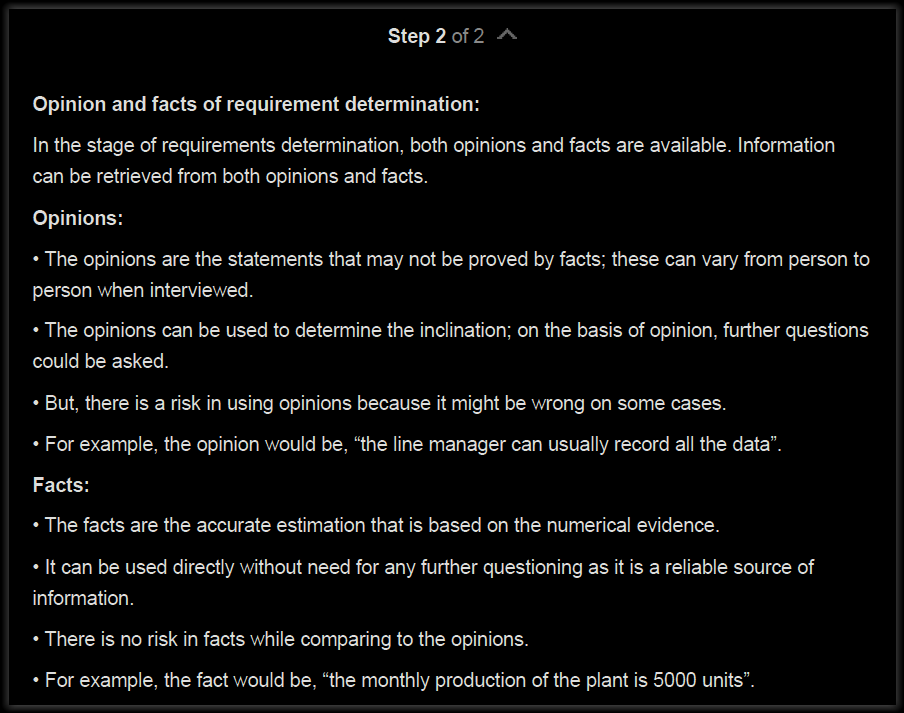 Step 2 of 2
Opinion and facts of requirement determination:
In the stage of requirements determination, both opinions and facts are available. Information
can be retrieved from both opinions and facts.
Opinions:
• The opinions are the statements that may not be proved by facts; these can vary from person to
person when interviewed.
• The opinions can be used to determine the inclination; on the basis of opinion, further questions
could be asked.
• But, there is a risk in using opinions because it might be wrong on some cases.
• For example, the opinion would be, “the line manager can usually record all the data”.
Facts:
• The facts are the accurate estimation that is based on the numerical evidence.
• It can be used directly without need for any further questioning as it is a reliable source of
information.
• There is no risk in facts while comparing to the opinions.
• For example, the fact would be, “the monthly production of the plant is 5000 units”.